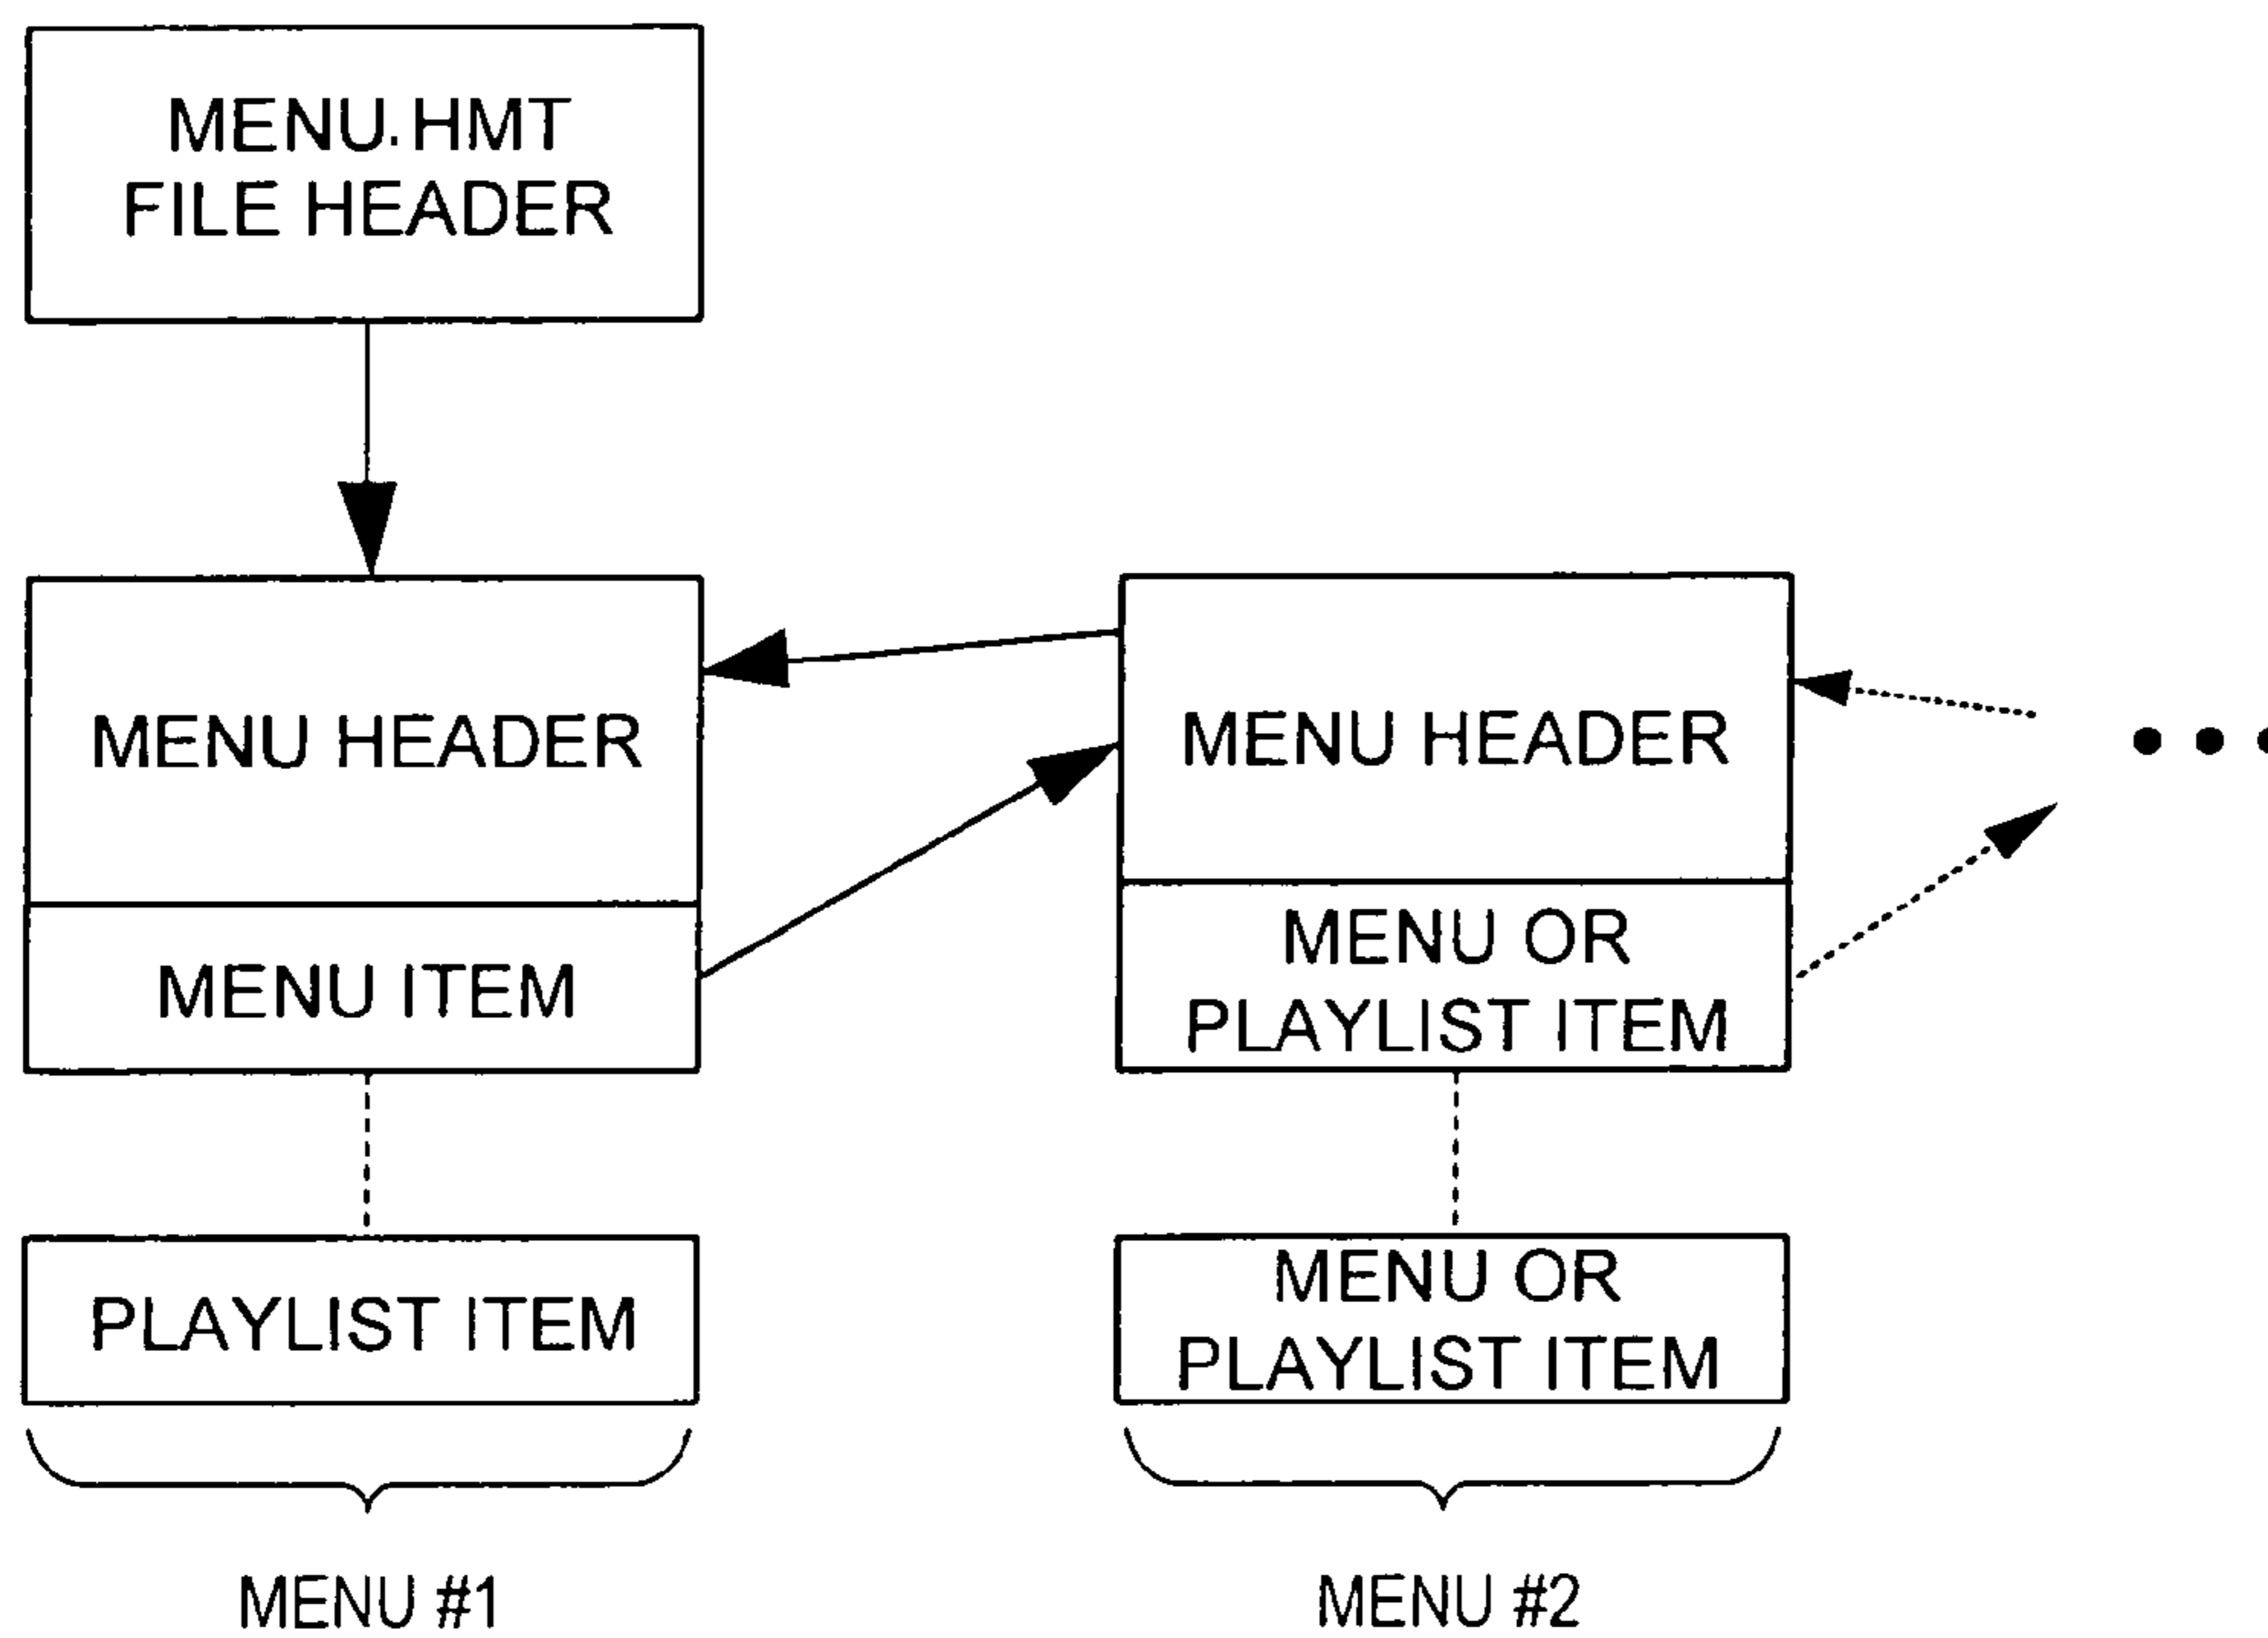 MENU.HMT
FILE HEADER
MENU HEADER
MENU ITEM
PLAYLIST ITEM
MENU #1
MENU HEADER
MENU OR
PLAYLIST ITEM
MENU OR
PLAYLIST ITEM
MENU #2